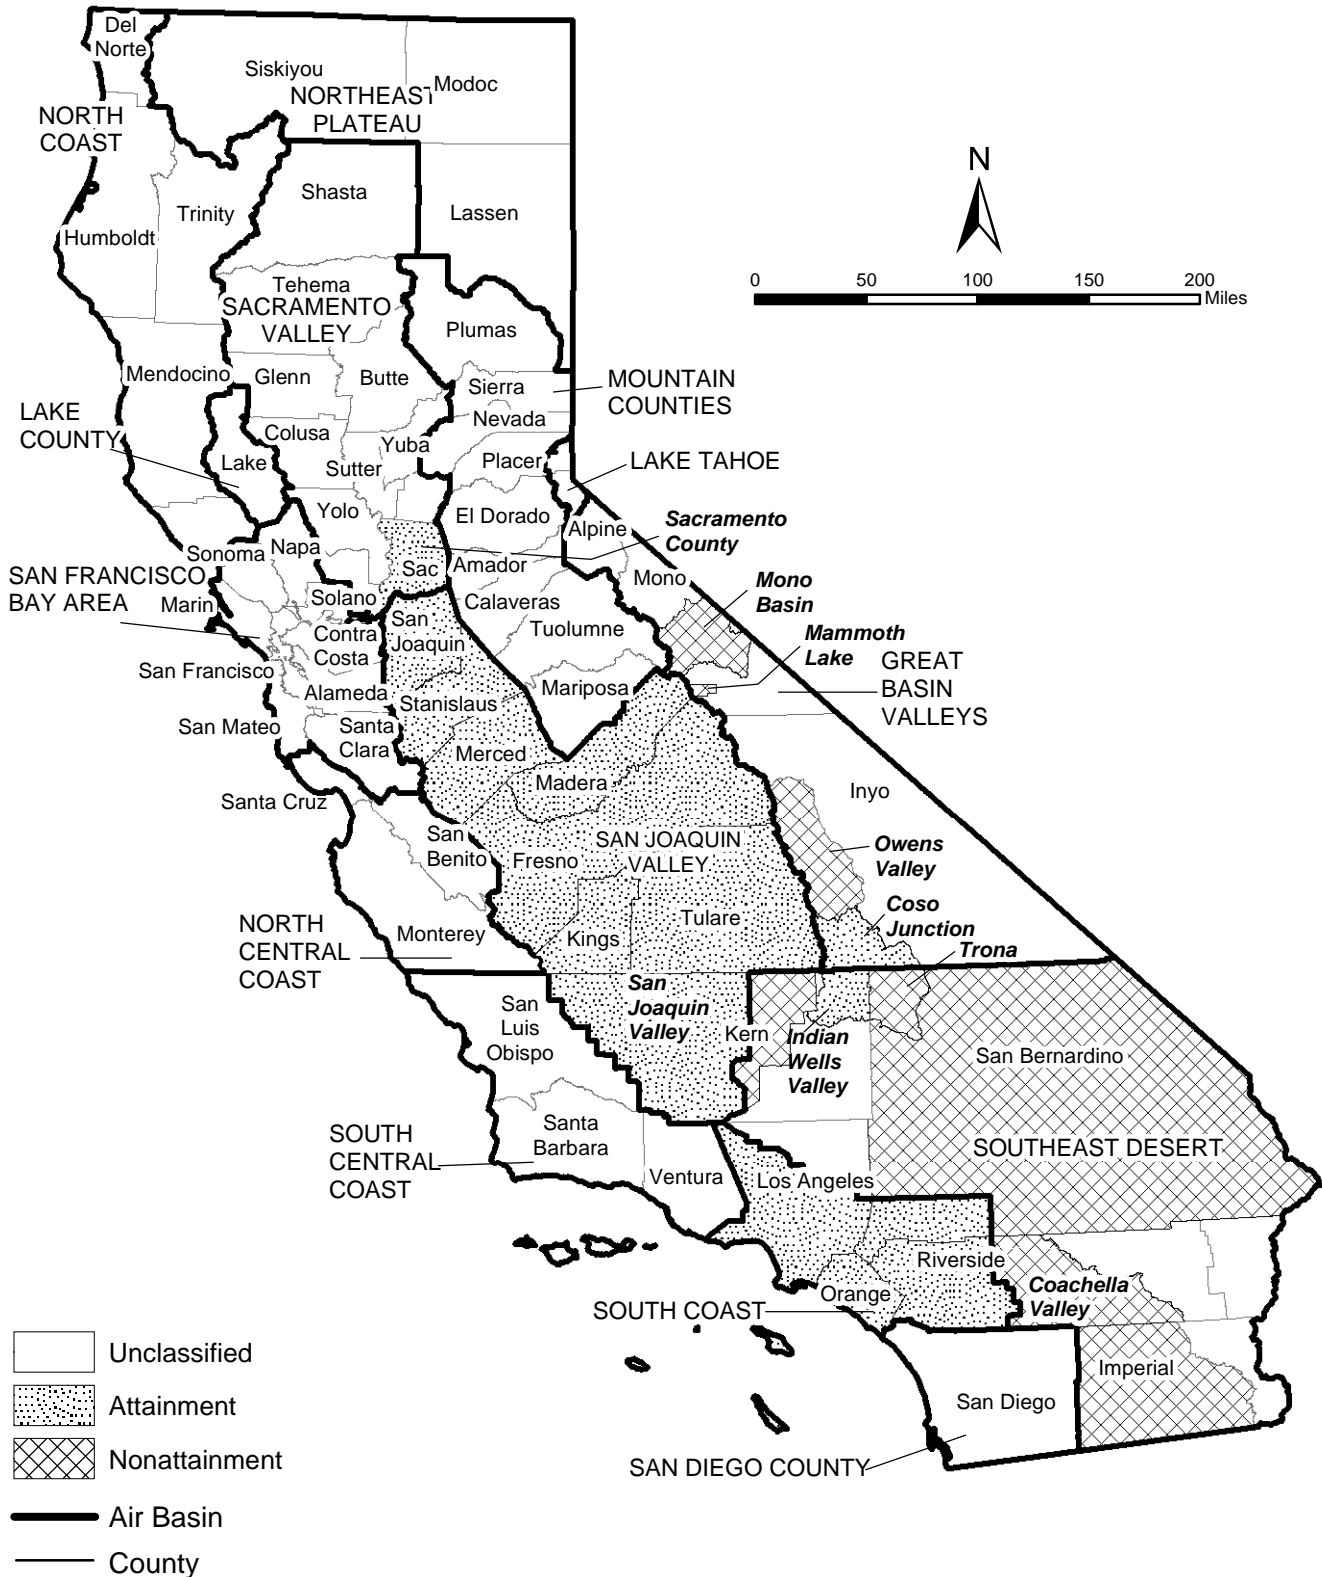 Del
Norte
Siskiyou
Modoc
NORTHEAST
PLATEAU
NORTH
COAST
N
Shasta
Trinity
Lassen
Humboldt
0 50 100 150 200
Miles
Tehema
SACRAMENTO
VALLEY
Plumas
Mendocino
Glenn
Butte
Sierra
MOUNTAIN
COUNTIES
LAKE
COUNTY
Nevada
Colusa
Yuba
Lake
Sutter
Placer
LAKE TAHOE
Yolo
El Dorado
Alpine
Sacramento
County
Sonoma
Napa
Sac
Amador
Mono
Mono
Basin
SAN FRANCISCO
BAY AREA
Marin
Solano
Calaveras
San
Joaquin
Tuolumne
Mammoth
Lake
Contra
Costa
GREAT
BASIN
VALLEYS
San Francisco
Alameda
Mariposa
Stanislaus
San Mateo
Santa
Clara
Merced
Madera
Inyo
Santa Cruz
San
Benito
Fresno
SAN JOAQUIN
VALLEY
Owens
Valley
Tulare
Coso
Junction
NORTH
CENTRAL
COAST
Monterey
Kings
Trona
San
Joaquin
Valley
San
Luis
Obispo
Kern
Indian
Wells
Valley
San Bernardino
SOUTH
CENTRAL
COAST
Santa
Barbara
Ventura
Los Angeles
SOUTHEAST DESERT
Riverside
Coachella
Valley
Orange
SOUTH COAST
Imperial
San Diego
SAN DIEGO COUNTY
Unclassified
Attainment
Nonattainment
Air Basin
County